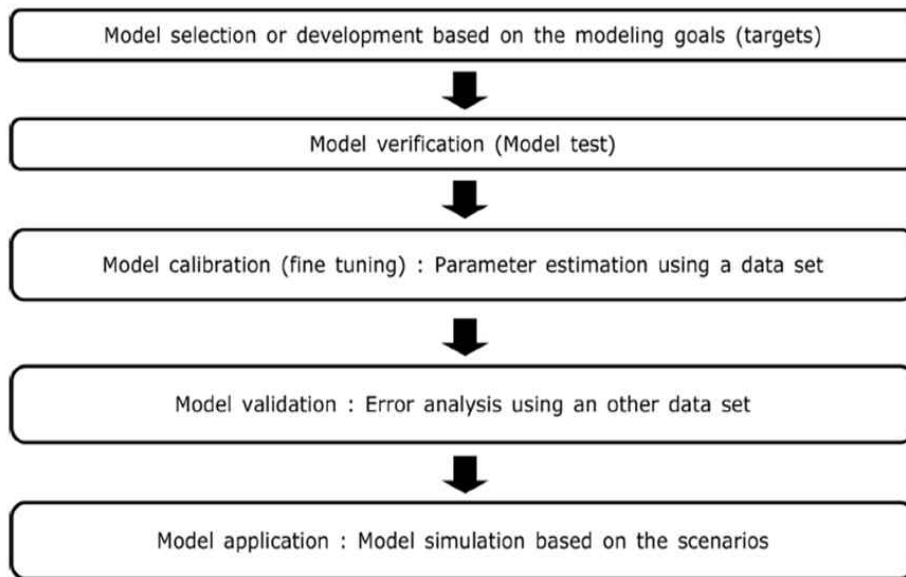 Model selection or development based on the modeling goals (targets)
Model verification (Model test)
Model calibration (fine tuning) : Parameter estimation using a data set
Model validation : Error analysis using an other data set
Model application : Model simulation based on the scenarios